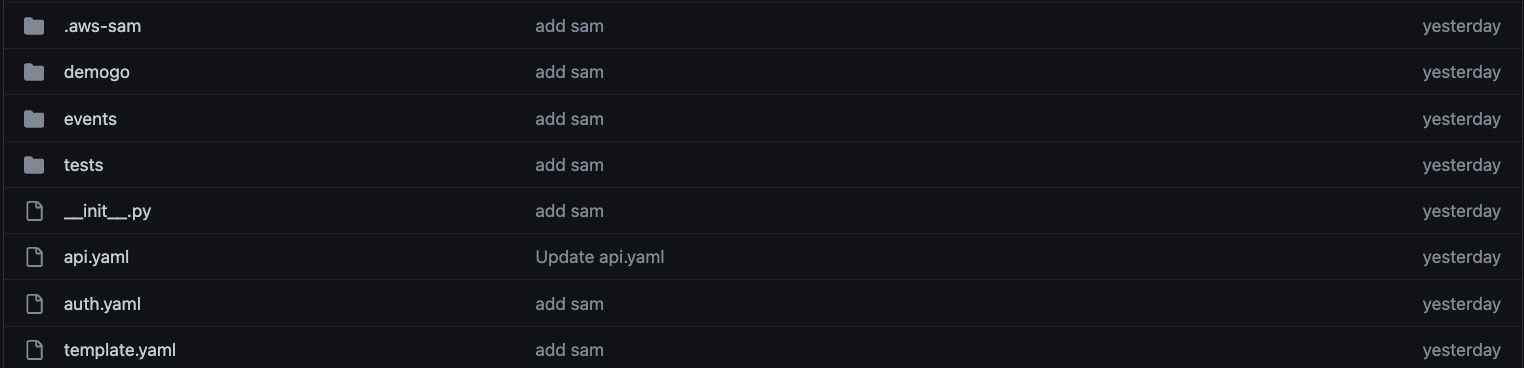 .aws-sam add sam yesterday
demogo add sam yesterday
events add sam yesterday
tests add sam yesterday
__init__.py add sam yesterday
api.yaml Update api.yaml yesterday
auth.yaml add sam yesterday
template.yaml add sam yesterday